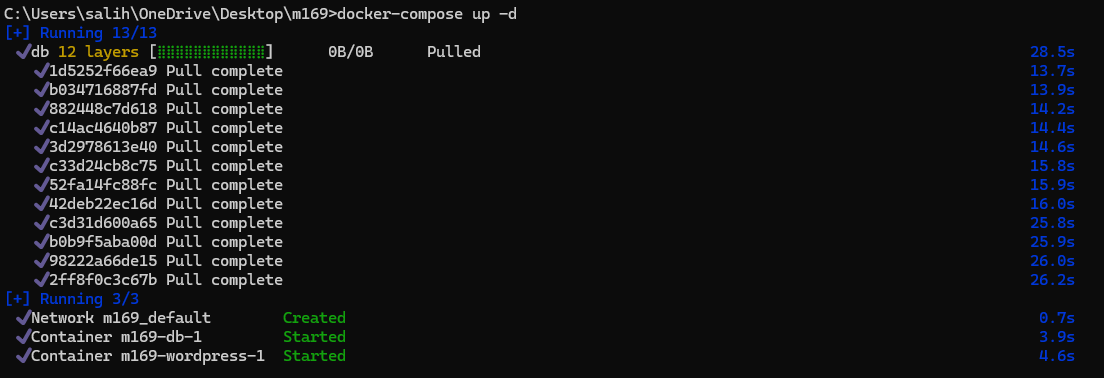 C:\Users\salih\OneDrive\Desktop\m169>docker-compose up -d
[+] Running 13/13
✔db 12 layers [⣿⣿⣿⣿⣿⣿⣿⣿⣿⣿⣿⣿] 0B/0B Pulled 28.5s
✔1d5252f66ea9 Pull complete 13.7s
✔b034716887fd Pull complete 13.9s
✔882448c7d618 Pull complete 14.2s
✔c14ac4640b87 Pull complete 14.4s
✔3d2978613e40 Pull complete 14.6s
✔c33d24cb8c75 Pull complete 15.8s
✔52fa14fc88fc Pull complete 15.9s
✔42deb22ec16d Pull complete 16.0s
✔c3d31d600a65 Pull complete 25.8s
✔b0b9f5aba00d Pull complete 25.9s
✔98222a66de15 Pull complete 26.0s
✔2ff8f0c3c67b Pull complete 26.2s
[+] Running 3/3
✔Network m169_default Created 0.7s
✔Container m169-db-1 Started 3.9s
✔Container m169-wordpress-1 Started 4.6s